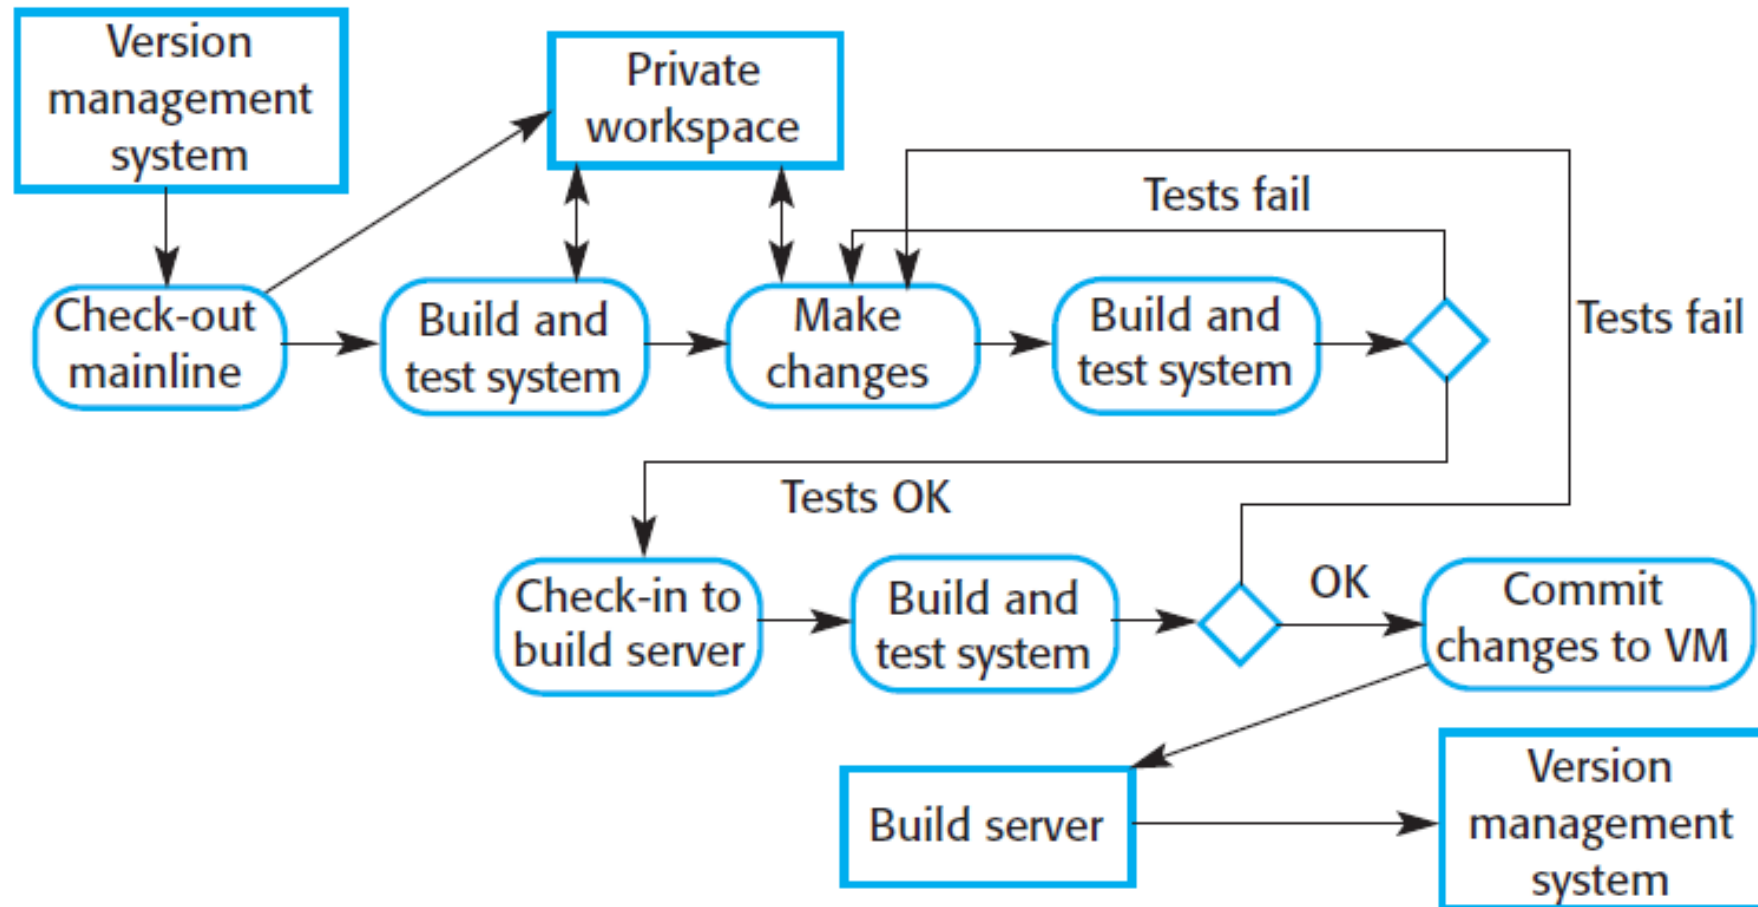 Version
management
system
Private
workspace
Tests fail
Tests fail
Check-out
mainline
Build and
test system
Make
changes
Build and
test system
Tests OK
Check-in to
build server
Build and
test system
OK
Commit
changes to VM
Build server
Version
management
system